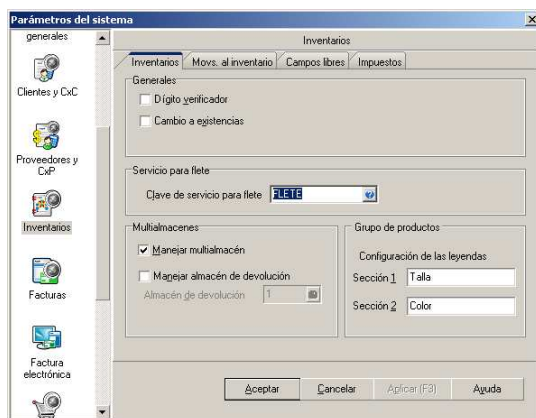 Parámetros del sistema
generales
Clientes y CxC
Proveedores y
CxP
Inventarios
Facturas
Factura
electrónica
Inventarios
Inventarios
Movs. al inventario
Campos libres
Impuestos
Generales
Dígito verificador
Cambio a existencias
Servicio para flete
Clave de servicio para flete
FLETE
Multialmacenes
Manejar multialmacén
Manejar almacén de devolución
Almacén de devolución
1
Grupo de productos
Configuración de las leyendas
Sección 1
Talla
Sección 2
Color
Aceptar
Cancelar
Aplicar (F3)
Ayuda